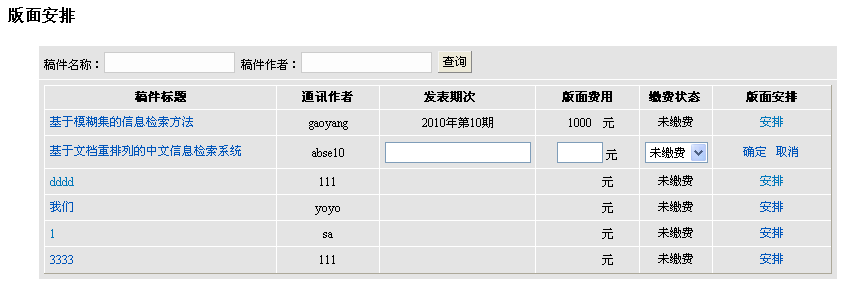 版面安排
稿件名称： 稿件作者： 查询
稿件标题 通讯作者 发表期次 版面费用 缴费状态 版面安排
基于模糊集的信息检索方法 gaoyang 2010年第10期 1000 元 未缴费 安排
基于文档重排列的中文信息检索系统 abse10 元 未缴费 确定 取消
dddd 111 元 未缴费 安排
我们 yoyo 元 未缴费 安排
1 sa 元 未缴费 安排
3333 111 元 未缴费 安排